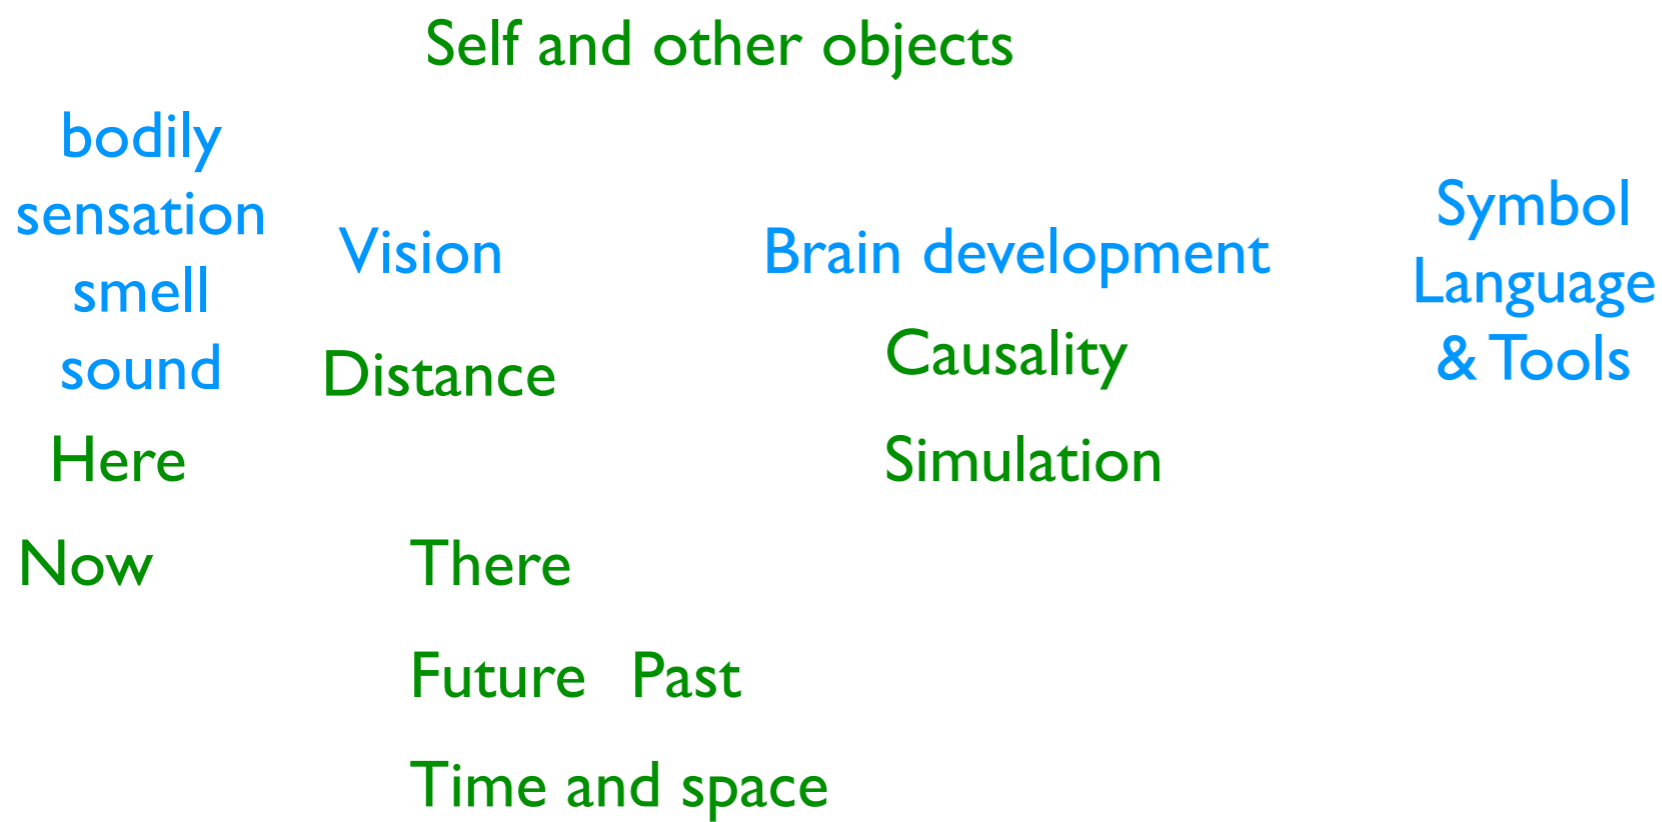 Self and other objects
bodily
sensation
smell
sound
Here
Now
Vision
Distance
There
Future Past
Time and space
Brain development
Causality
Simulation
Symbol
Language
& Tools